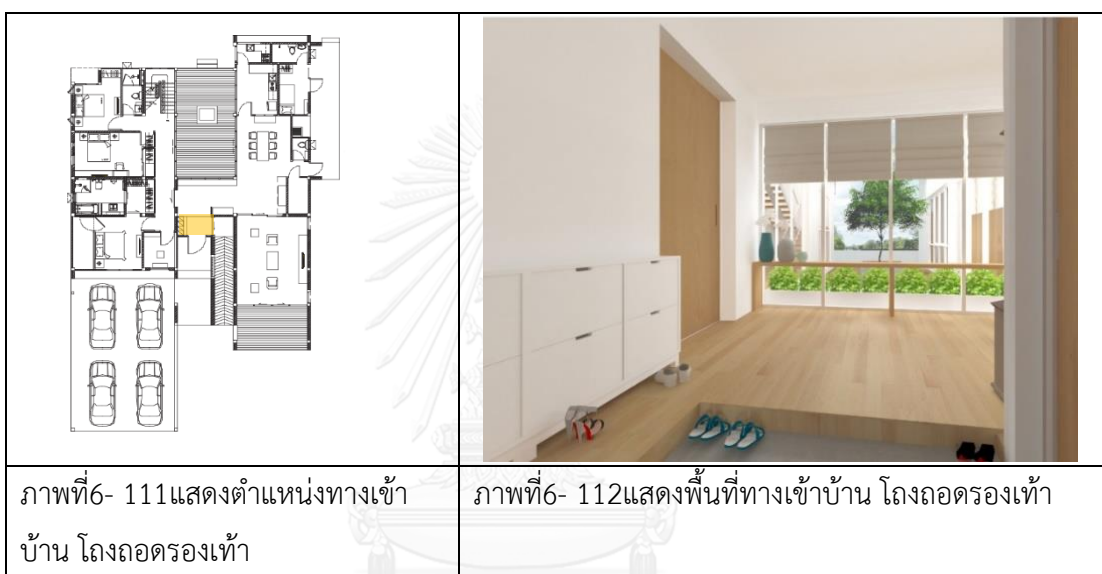 ภาพที่6- 111แสดงตำแหน่งทางเข้า
บ้าน โถงถอดรองเท้า
ภาพที่6- 112แสดงพื้นที่ทางเข้าบ้าน โถงถอดรองเท้า